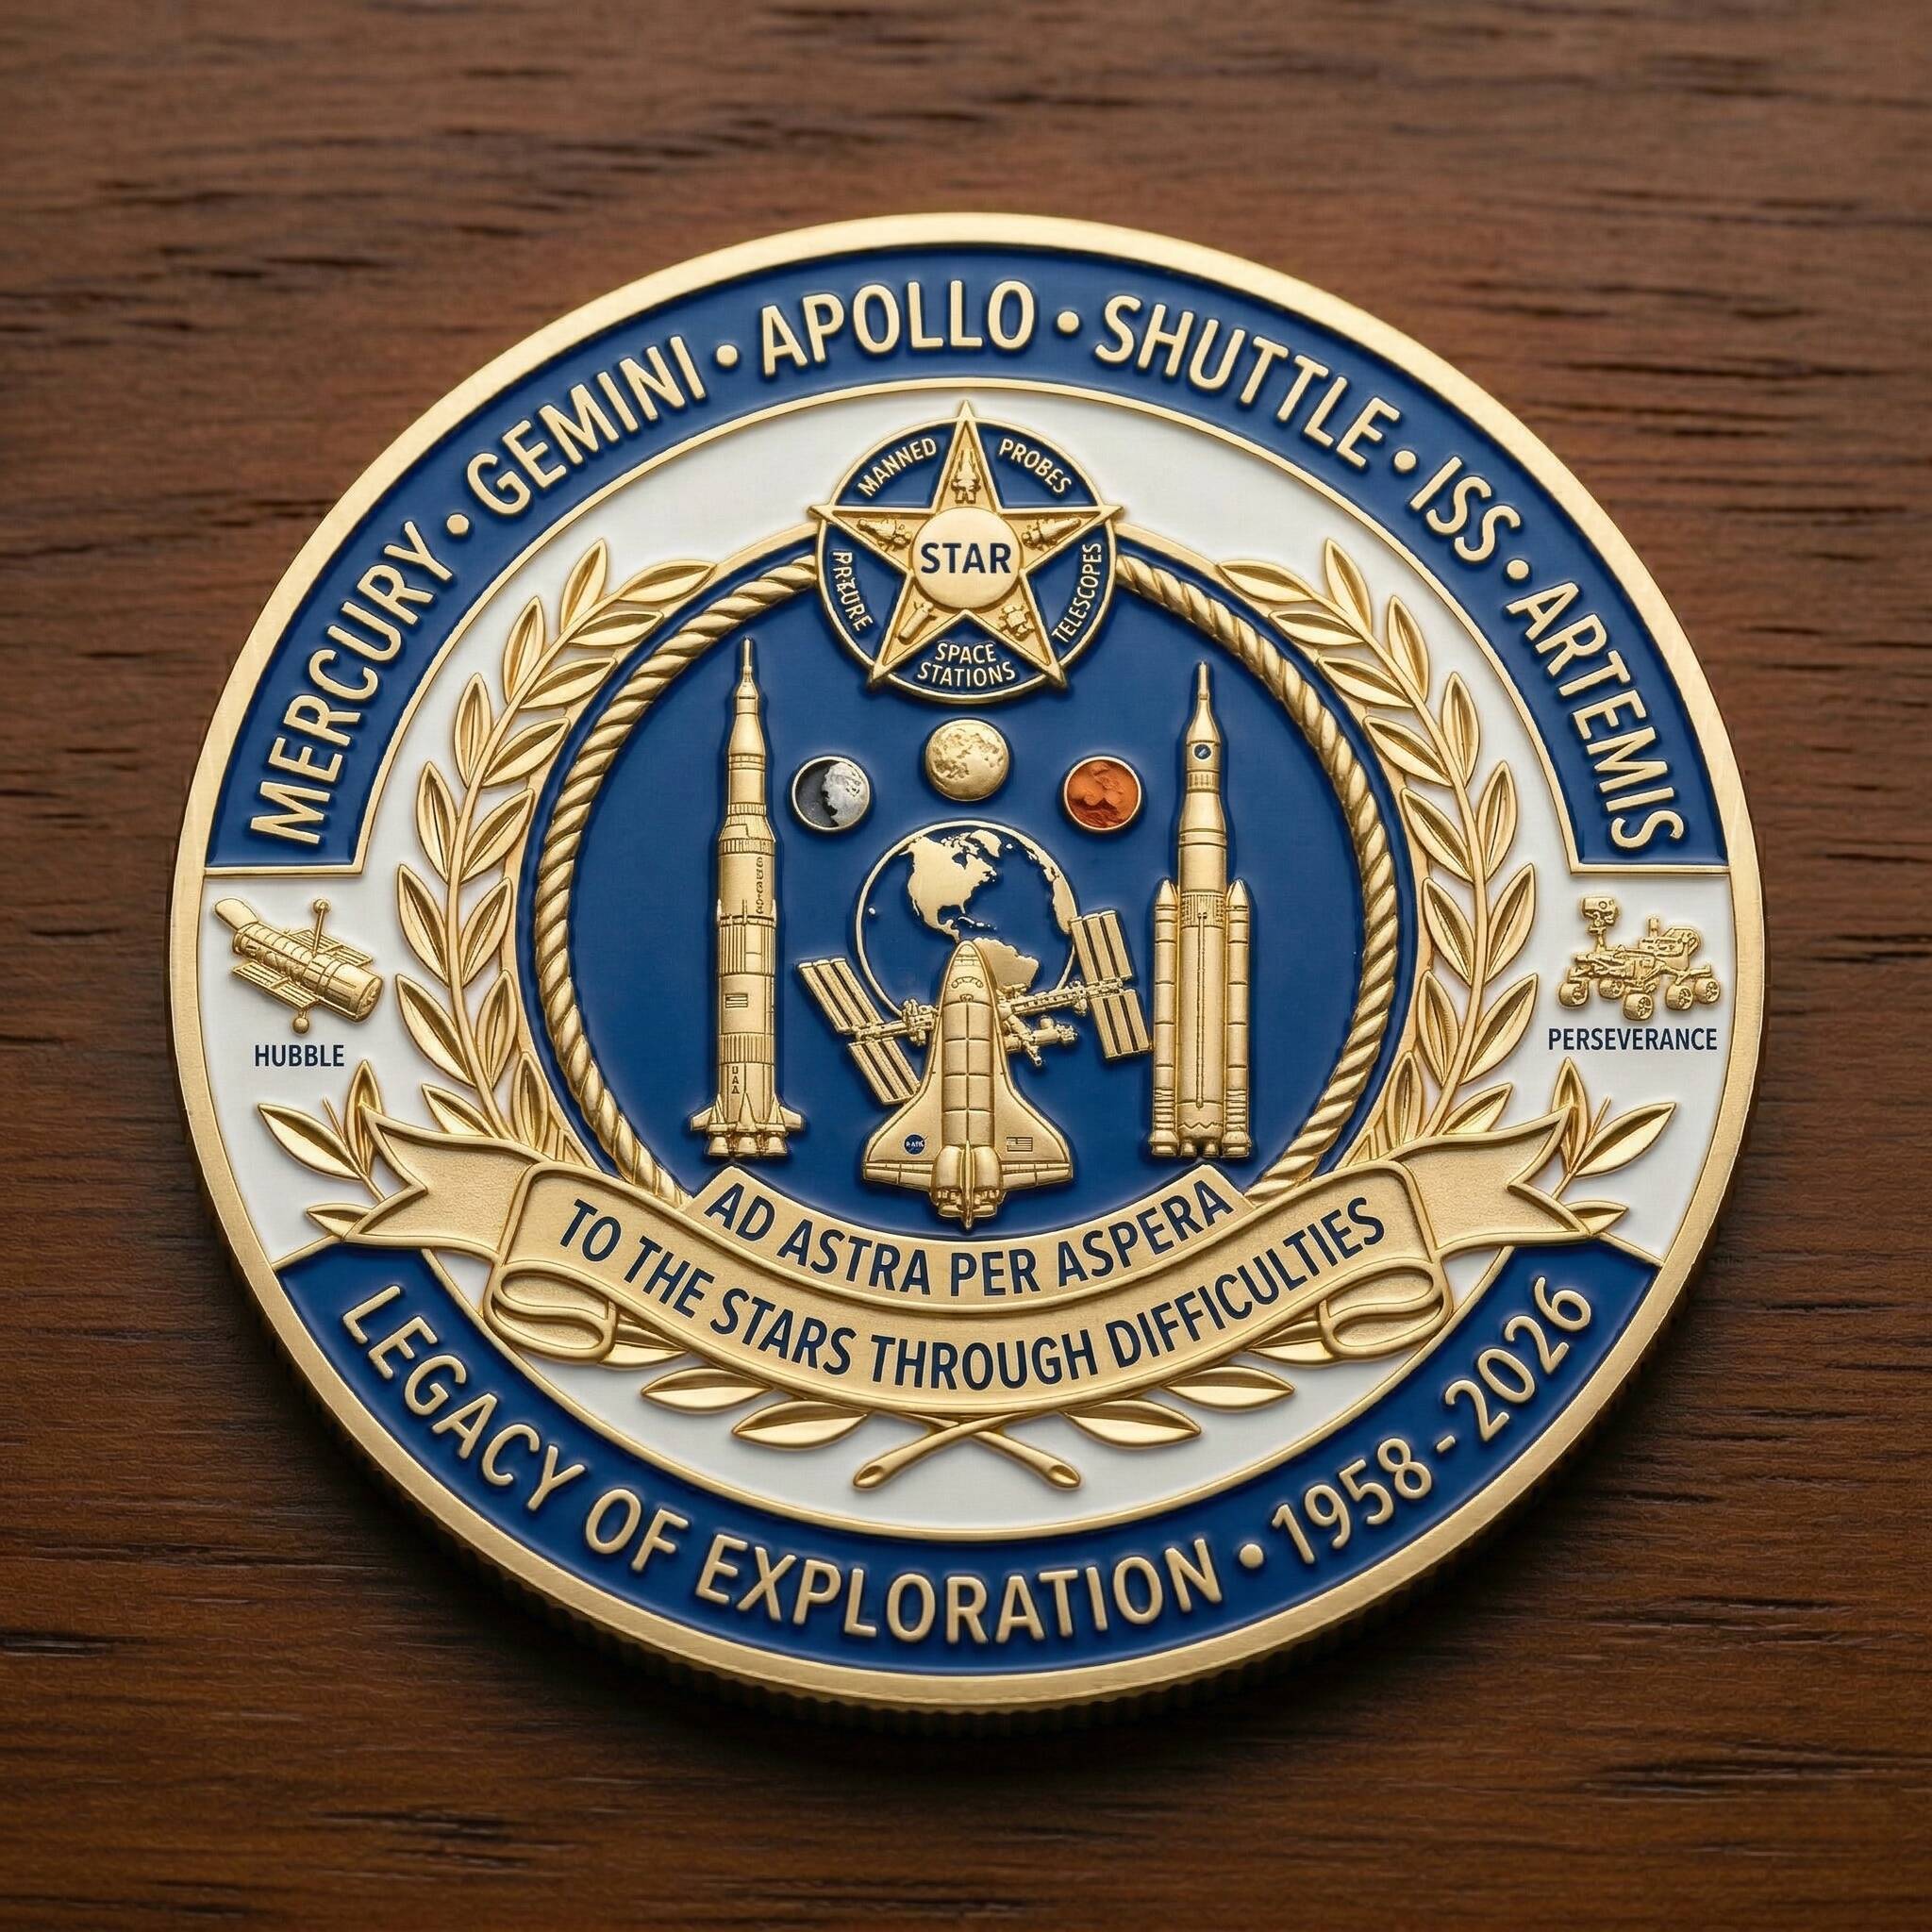 MERCURY • GEMINI • APOLLO • SHUTTLE • ISS • ARTEMIS
MANNED
PROBES
STAR
TELESCOPES
SPACE
STATIONS
HUBBLE
PERSEVERANCE
AD ASTRA PER ASPERA
TO THE STARS THROUGH DIFFICULTIES
LEGACY OF EXPLORATION • 1958 - 2026